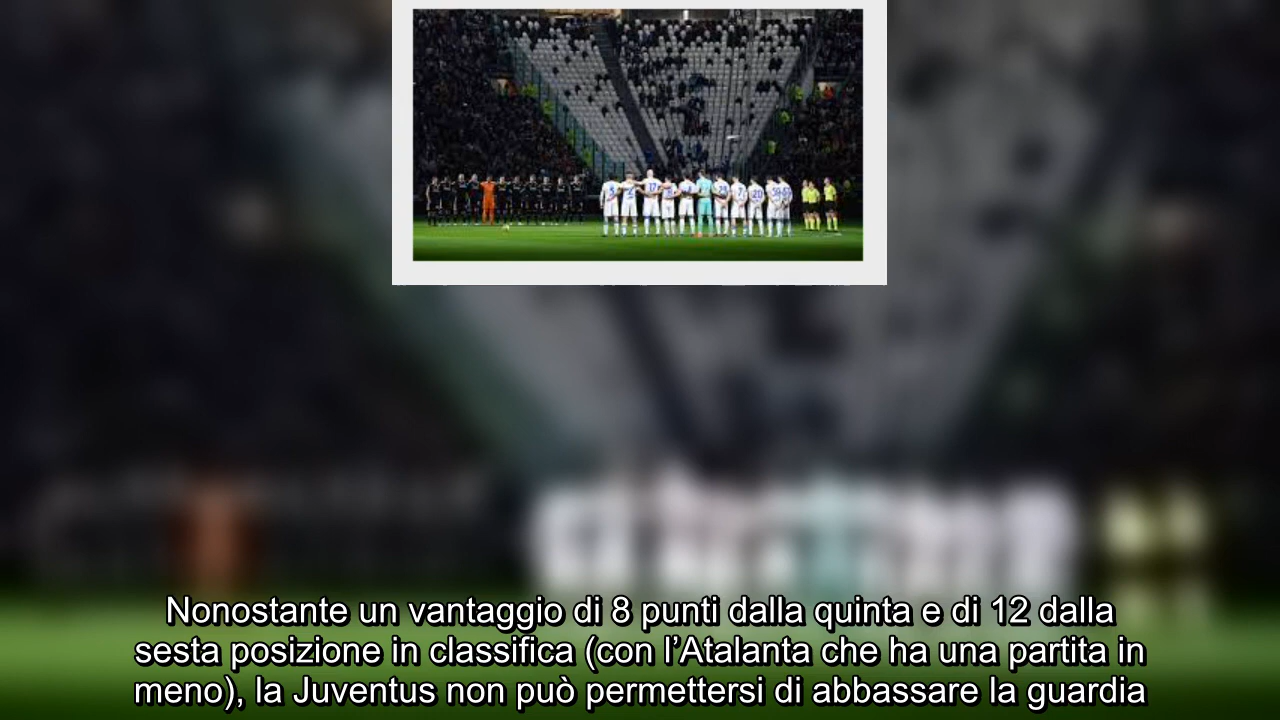 Nonostante un vantaggio di 8 punti dalla quinta e di 12 dalla
sesta posizione in classifica (con l’Atalanta che ha una partita in
meno), la Juventus non può permettersi di abbassare la guardia